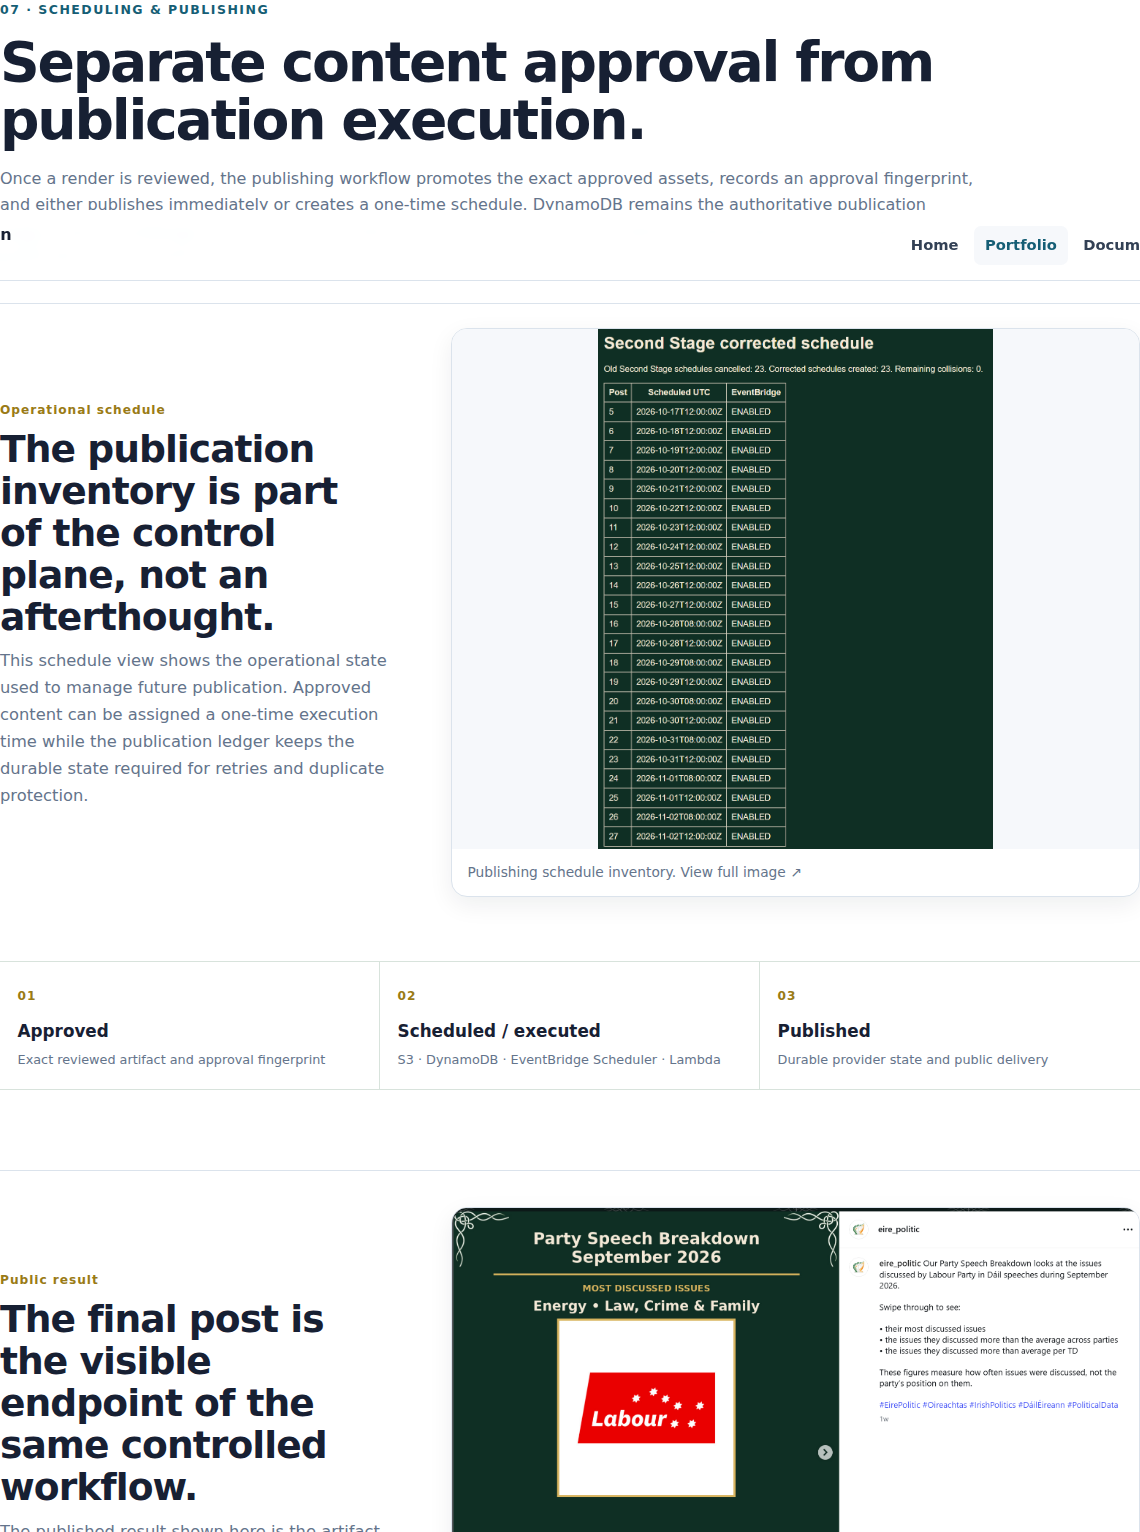 07 · SCHEDULING & PUBLISHING
Separate content approval from
publication execution.
Once a render is reviewed, the publishing workflow promotes the exact approved assets, records an approval fingerprint,
and either publishes immediately or creates a one-time schedule. DynamoDB remains the authoritative publication
n
Home Portfolio Docum
Operational schedule
The publication
inventory is part
of the control
plane, not an
afterthought.
This schedule view shows the operational state
used to manage future publication. Approved
content can be assigned a one-time execution
time while the publication ledger keeps the
durable state required for retries and duplicate
protection.
Second Stage corrected schedule
Old Second Stage schedules cancelled: 23. Corrected schedules created: 23. Remaining collisions: 0.
Post Scheduled UTC EventBridge
5 2026-10-17T12:00:00Z ENABLED
6 2026-10-18T12:00:00Z ENABLED
7 2026-10-19T12:00:00Z ENABLED
8 2026-10-20T12:00:00Z ENABLED
9 2026-10-21T12:00:00Z ENABLED
10 2026-10-22T12:00:00Z ENABLED
11 2026-10-23T12:00:00Z ENABLED
12 2026-10-24T12:00:00Z ENABLED
13 2026-10-25T12:00:00Z ENABLED
14 2026-10-26T12:00:00Z ENABLED
15 2026-10-27T12:00:00Z ENABLED
16 2026-10-28T08:00:00Z ENABLED
17 2026-10-28T12:00:00Z ENABLED
18 2026-10-29T08:00:00Z ENABLED
19 2026-10-29T12:00:00Z ENABLED
20 2026-10-30T08:00:00Z ENABLED
21 2026-10-30T12:00:00Z ENABLED
22 2026-10-31T08:00:00Z ENABLED
23 2026-10-31T12:00:00Z ENABLED
24 2026-11-01T08:00:00Z ENABLED
25 2026-11-01T12:00:00Z ENABLED
26 2026-11-02T08:00:00Z ENABLED
27 2026-11-02T12:00:00Z ENABLED
Publishing schedule inventory. View full image ↗
01
Approved
Exact reviewed artifact and approval fingerprint
02
Scheduled / executed
S3 · DynamoDB · EventBridge Scheduler · Lambda
03
Published
Durable provider state and public delivery
Public result
The final post is
the visible
endpoint of the
same controlled
workflow.
The published result shown here is the artifact
Party Speech Breakdown
September 2026
MOST DISCUSSED ISSUES
Energy • Law, Crime & Family
Labour
eire_politic
eire_politic Our Party Speech Breakdown looks at the issues
discussed by Labour Party in Dáil speeches during September
2026.
Swipe through to see:
• their most discussed issues
• the issues they discussed more than the average across parties
• the issues they discussed more than average per TD
These figures measure how often issues were discussed, not the
party's position on them.
#EirePolitic #Oireachtas #IrishPolitics #DáilÉireann #PoliticalData
1w